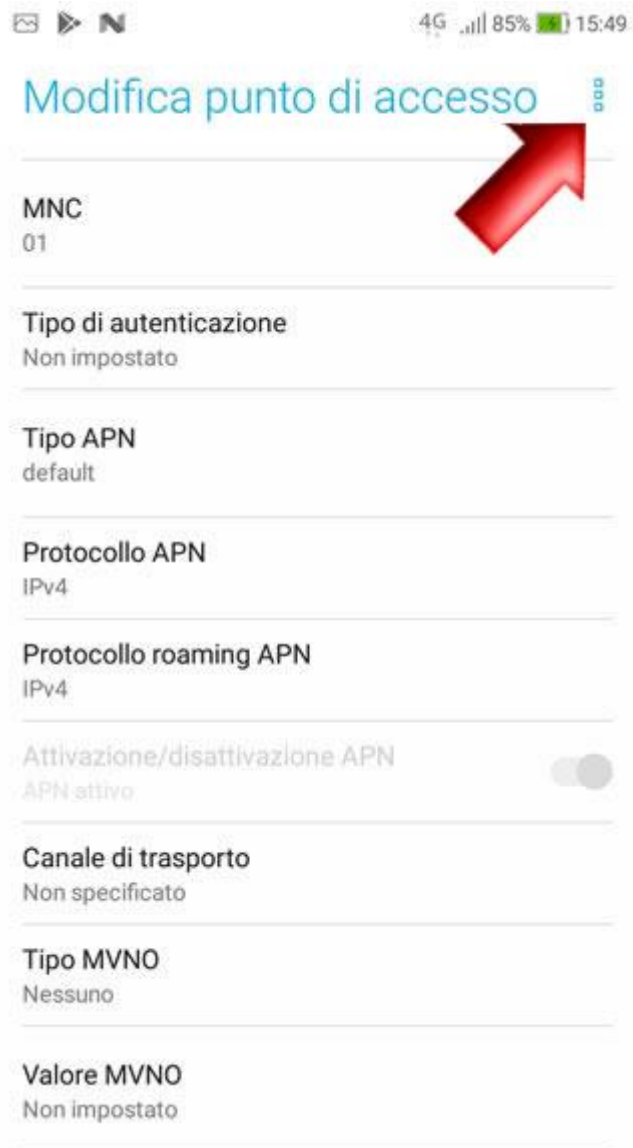 4G 85% 15:49
Modifica punto di accesso
MNC
01
Tipo di autenticazione
Non impostato
Tipo APN
default
Protocollo APN
IPv4
Protocollo roaming APN
IPv4
Attivazione/disattivazione APN
APN attivo
Canale di trasporto
Non specificato
Tipo MVNO
Nessuno
Valore MVNO
Non impostato